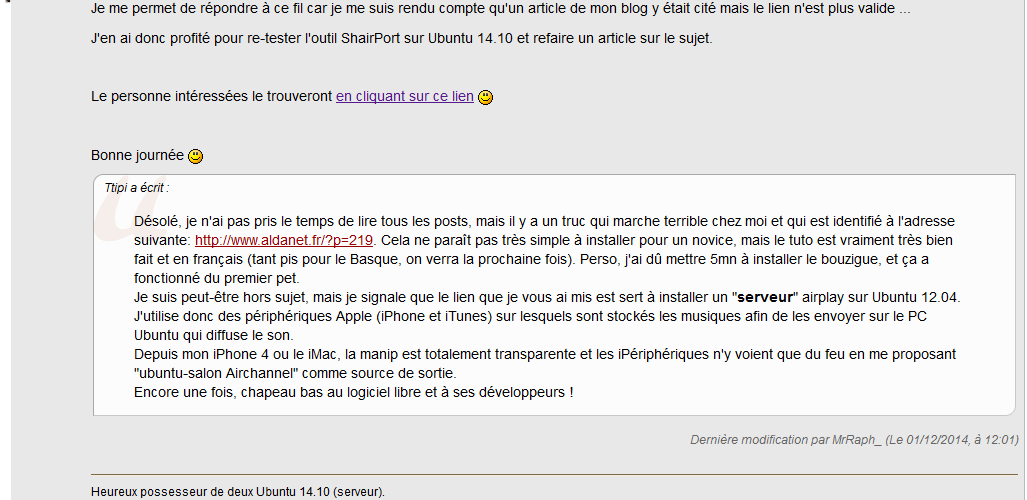 Je me permet de répondre à ce fil car je me suis rendu compte qu'un article de mon blog y était cité mais le lien n'est plus valide ...
J'en ai donc profité pour re-tester l'outil ShairPort sur Ubuntu 14.10 et refaire un article sur le sujet.
Le personne intéressées le trouveront en cliquant sur ce lien
Bonne journée
Ttipi a écrit :
Désolé, je n'ai pas pris le temps de lire tous les posts, mais il y a un truc qui marche terrible chez moi et qui est identifié à l'adresse
suivante: http://www.aldanet.fr/?p=219. Cela ne paraît pas très simple à installer pour un novice, mais le tuto est vraiment très bien
fait et en français (tant pis pour le Basque, on verra la prochaine fois). Perso, j'ai dû mettre 5mn à installer le bouzigue, et ça a
fonctionné du premier pet.
Je suis peut-être hors sujet, mais je signale que le lien que je vous ai mis est sert à installer un "serveur" airplay sur Ubuntu 12.04.
J'utilise donc des périphériques Apple (iPhone et iTunes) sur lesquels sont stockés les musiques afin de les envoyer sur le PC
Ubuntu qui diffuse le son.
Depuis mon iPhone 4 ou le iMac, la manip est totalement transparente et les iPériphériques n'y voient que du feu en me proposant
"ubuntu-salon Airchannel" comme source de sortie.
Encore une fois, chapeau bas au logiciel libre et à ses développeurs !
Dernière modification par MrRaph_ (Le 01/12/2014, à 12:01)
Heureux possesseur de deux Ubuntu 14.10 (serveur).